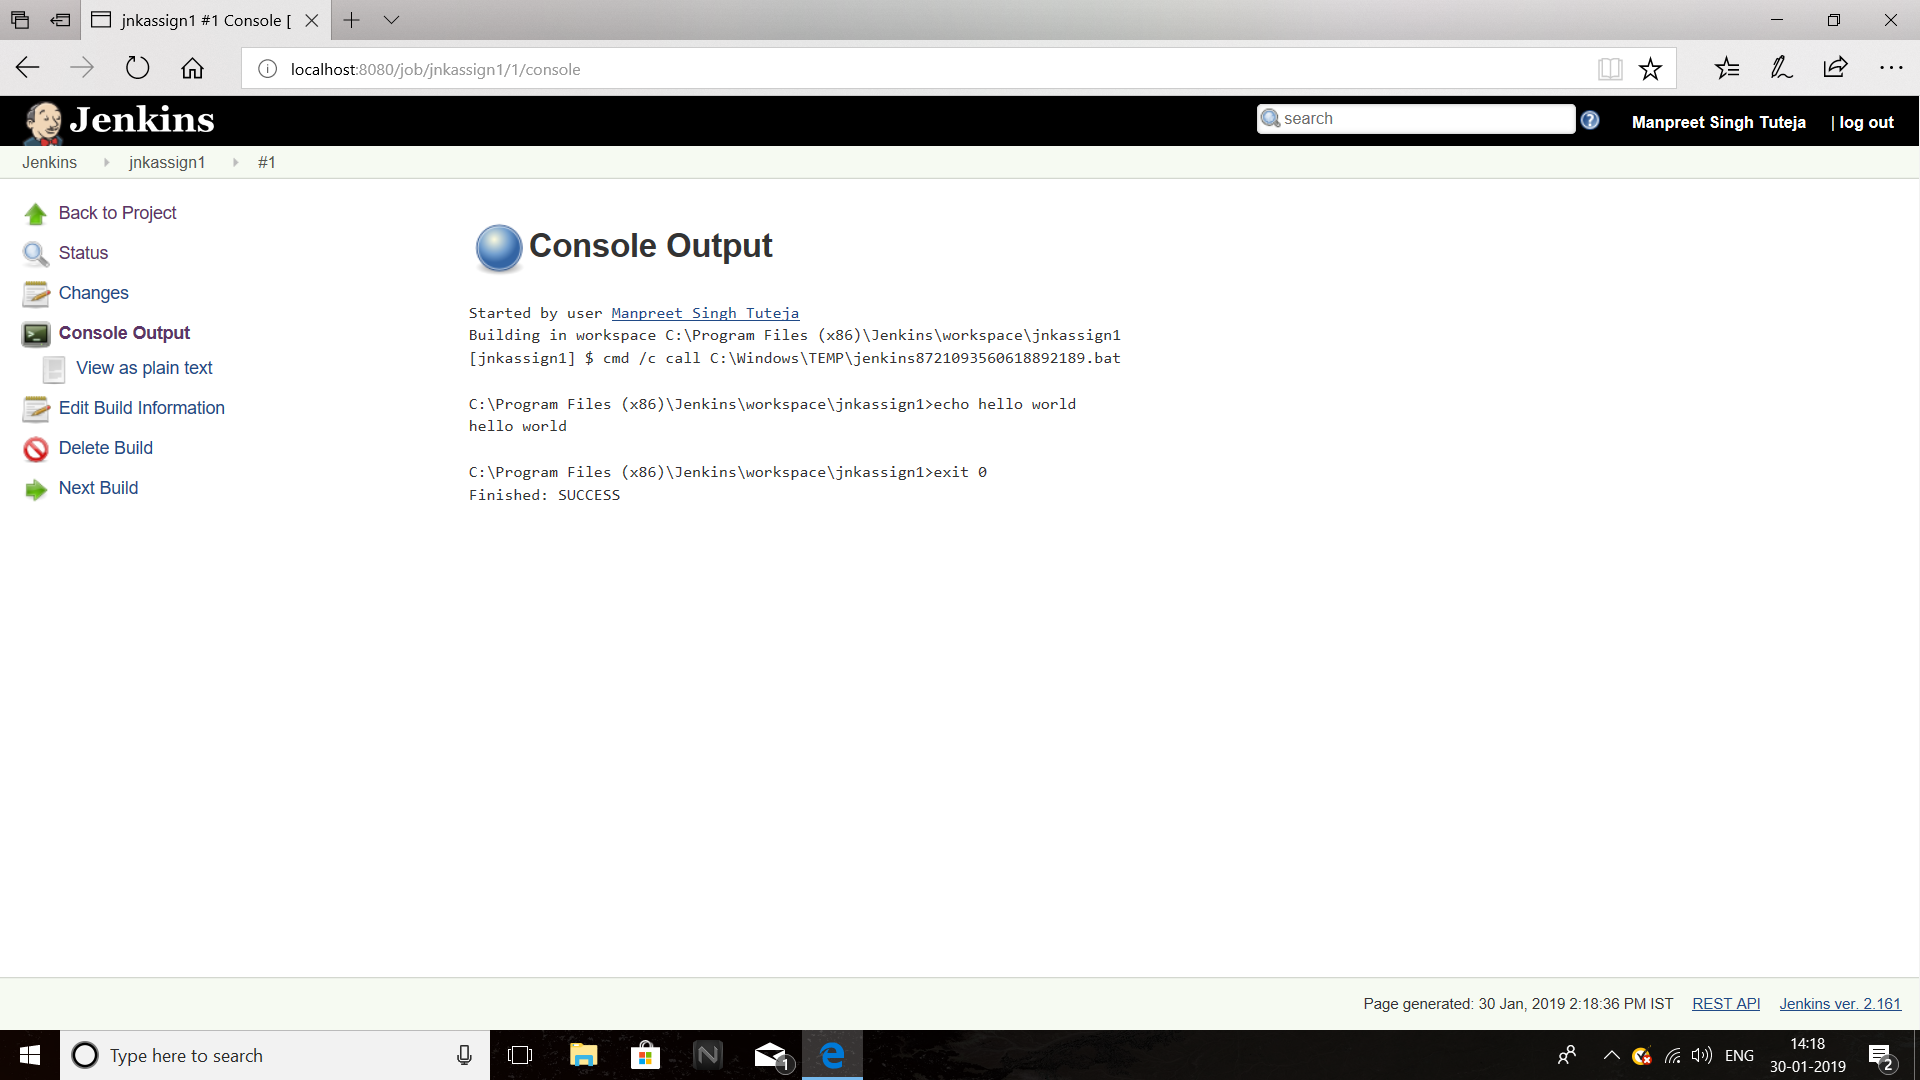 jnkassign1 #1 Console [
localhost:8080/job/jnkassign1/1/console
Jenkins
search
Manpreet Singh Tuteja
| log out
Jenkins
jnkassign1
#1
Back to Project
Status
Changes
Console Output
View as plain text
Edit Build Information
Delete Build
Next Build
Console Output
Started by user Manpreet Singh Tuteja
Building in workspace C:\Program Files (x86)\Jenkins\workspace\jnkassign1
[jnkassign1] $ cmd /c call C:\Windows\TEMP\jenkins8721093560618892189.bat
C:\Program Files (x86)\Jenkins\workspace\jnkassign1>echo hello world
hello world
C:\Program Files (x86)\Jenkins\workspace\jnkassign1>exit 0
Finished: SUCCESS
Page generated: 30 Jan, 2019 2:18:36 PM IST
REST API
Jenkins ver. 2.161
Type here to search
N
1
ENG
14:18
30-01-2019
2